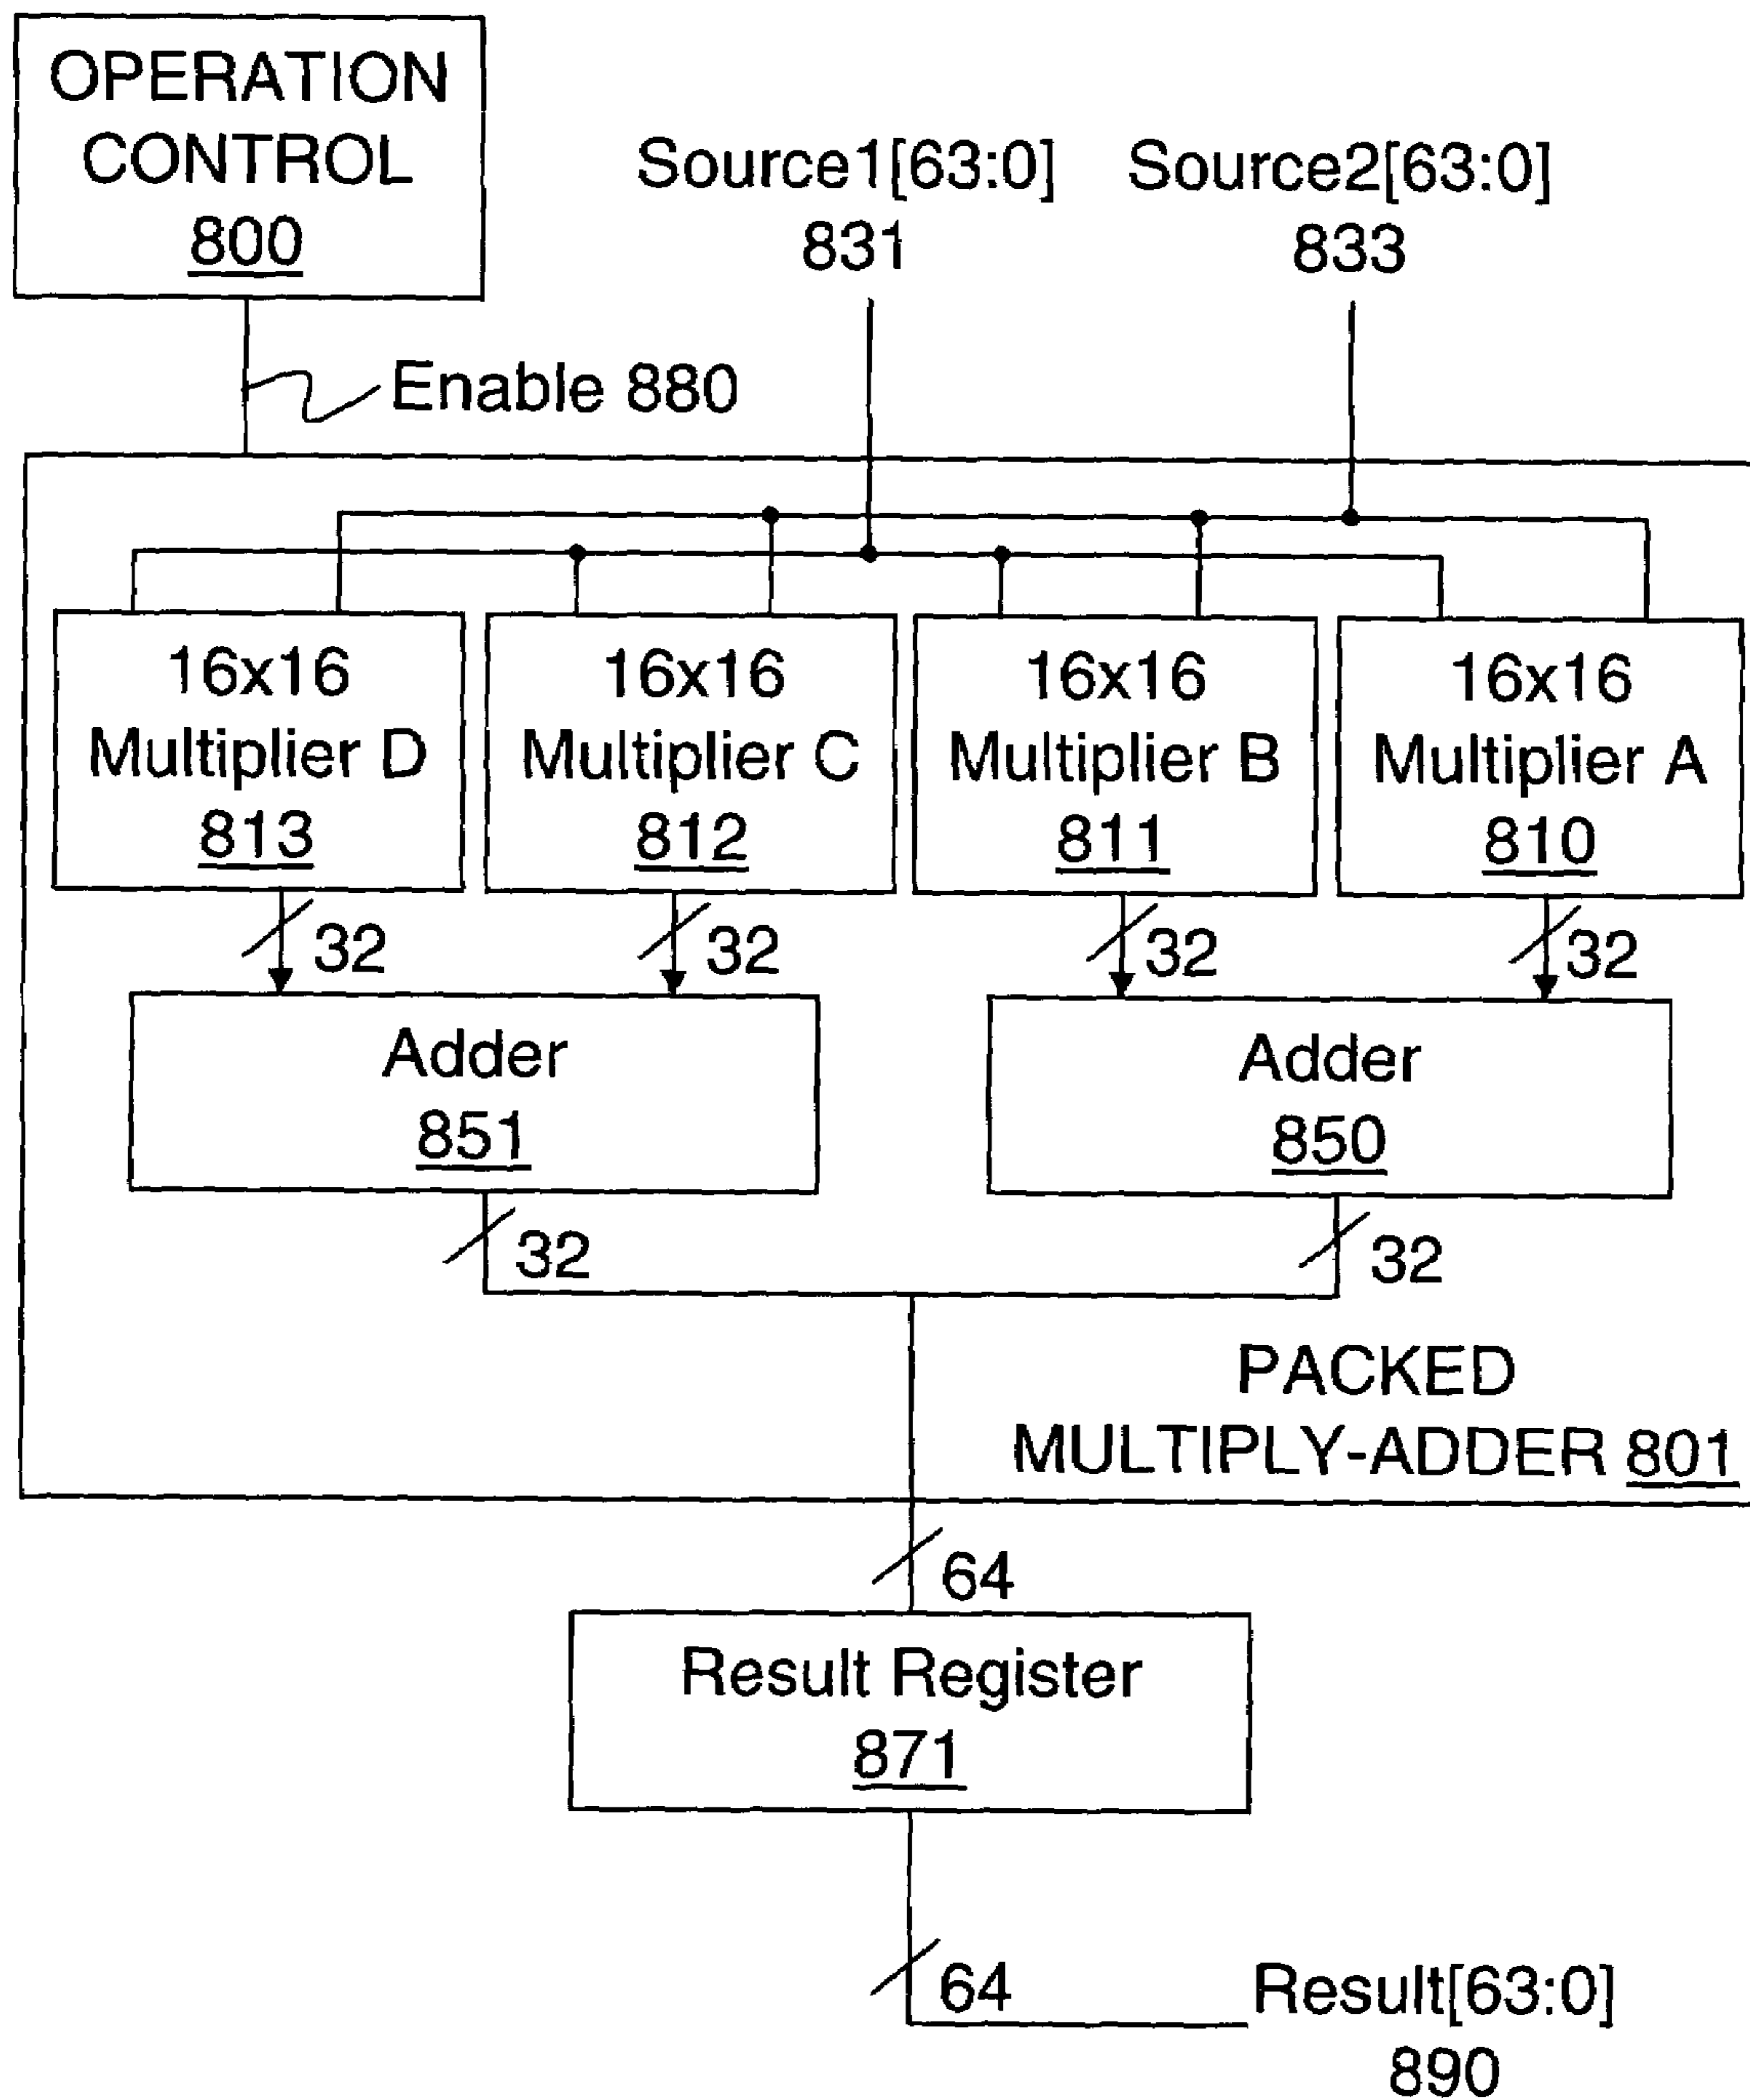 OPERATION
CONTROL
800
Source1[63:0]
831
Source2[63:0]
833
Enable 880
16x16
Multiplier D
813
16x16
Multiplier C
812
16x16
Multiplier B
811
16x16
Multiplier A
810
32
32
32
32
Adder
851
Adder
850
32
32
PACKED
MULTIPLY-ADDER 801
64
Result Register
871
64
Result[63:0]
890